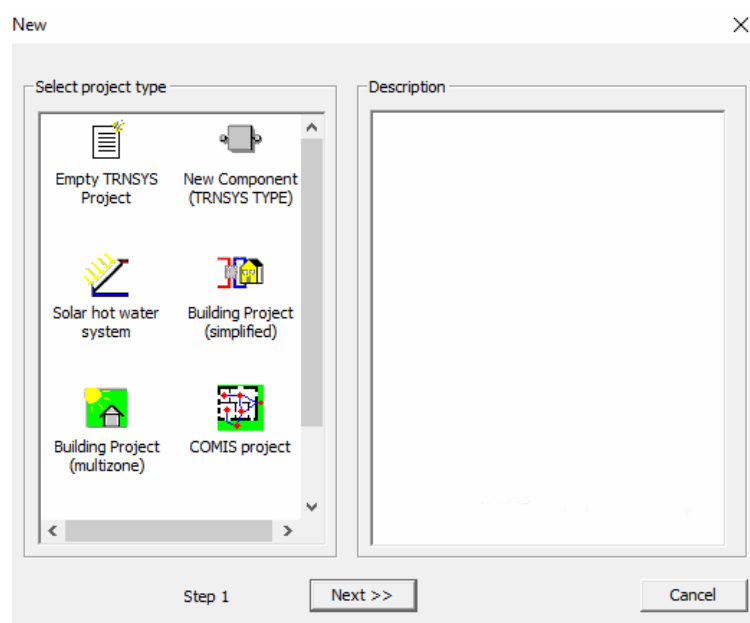 New
Select project type
Description
Empty TRNSYS
Project
New Component
(TRNSYS TYPE)
Solar hot water
system
Building Project
(simplified)
Building Project
(multizone)
COMIS project
Step 1
Next >>
Cancel